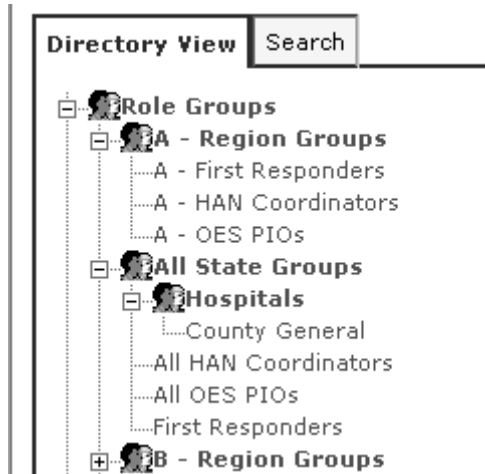 Directory View Search
Role Groups
A - Region Groups
A - First Responders
A - HAN Coordinators
A - OES PIOs
All State Groups
Hospitals
County General
All HAN Coordinators
All OES PIOs
First Responders
B - Region Groups